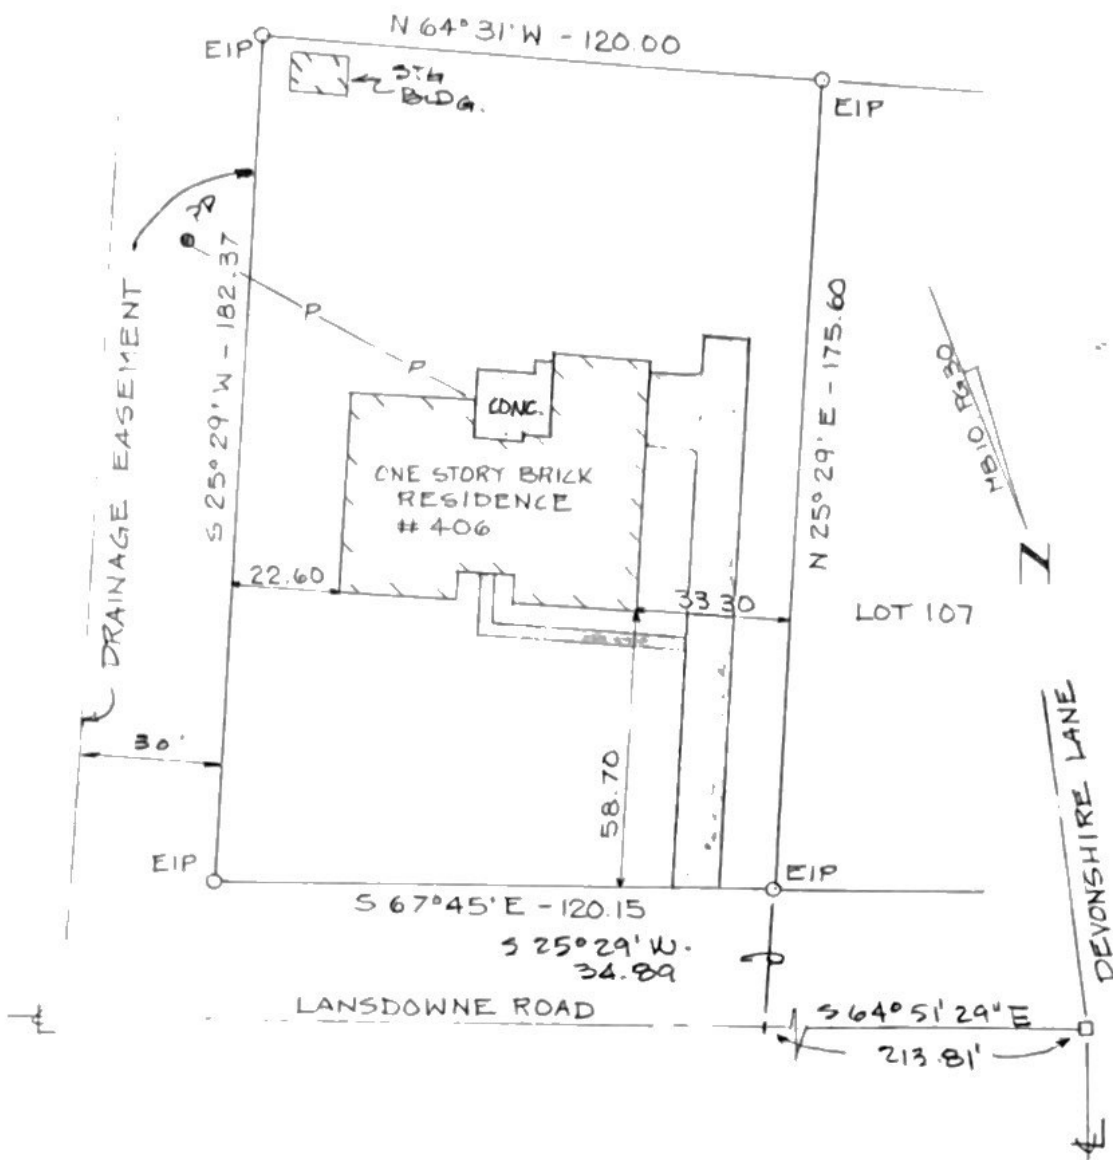 N 64° 31' W - 120.00
EIP
STG
BLDG.
EIP
DRAINAGE EASEMENT
S 25° 29' W - 182.37
P
P
CONC.
N 25° 29' E - 175.60
MB10 PG 30
N
ONE STORY BRICK
RESIDENCE
# 406
22.60
33.30
LOT 107
30'
58.70
DEVONSHIRE LANE
EIP
EIP
S 67° 45' E - 120.15
S 25° 29' W.
34.89
LANSDOWNE ROAD
S 64° 51' 29" E
213.81'